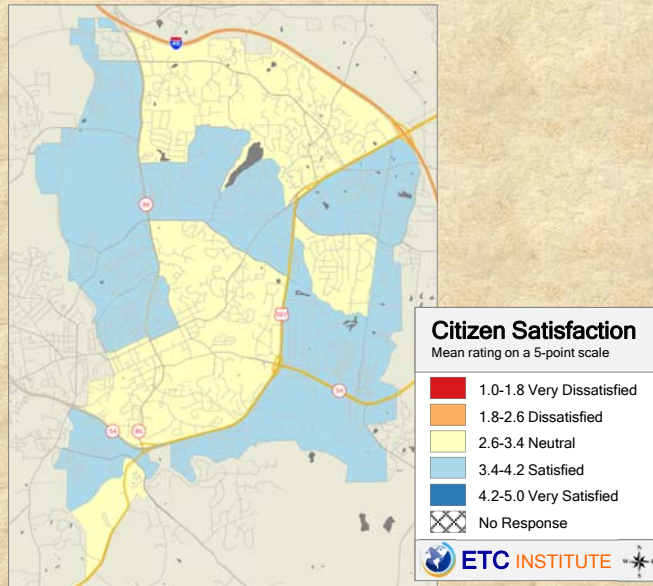 40
86
501
54
54
86
Citizen Satisfaction
Mean rating on a 5-point scale
1.0-1.8 Very Dissatisfied
1.8-2.6 Dissatisfied
2.6-3.4 Neutral
3.4-4.2 Satisfied
4.2-5.0 Very Satisfied
No Response
ETC INSTITUTE
N
W
E
S